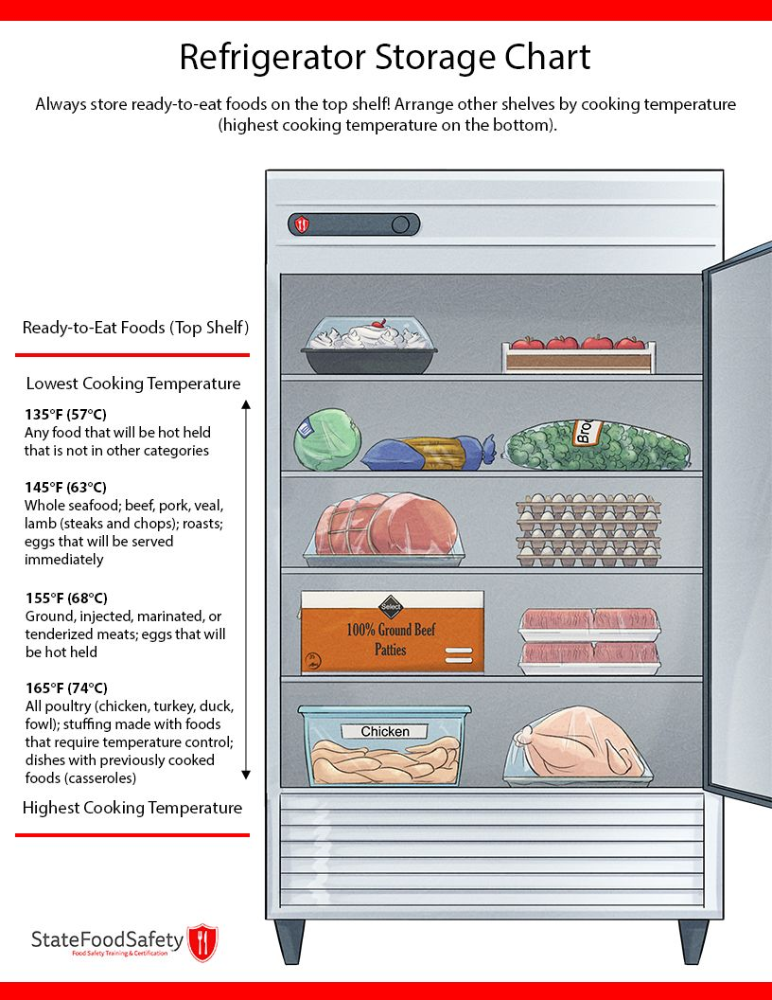 Refrigerator Storage Chart
Always store ready-to-eat foods on the top shelf! Arrange other shelves by cooking temperature
(highest cooking temperature on the bottom).
Ready-to-Eat Foods (Top Shelf)
Lowest Cooking Temperature
135°F (57°C)
Any food that will be hot held
that is not in other categories
Bro
145°F (63°C)
Whole seafood; beef, pork, veal,
lamb (steaks and chops); roasts;
eggs that will be served
immediately
155°F (68°C)
Ground, injected, marinated, or
tenderized meats; eggs that will
be hot held
Select
100% Ground Beef
Patties
165°F (74°C)
All poultry (chicken, turkey, duck,
fowl); stuffing made with foods
that require temperature control;
dishes with previously cooked
foods (casseroles)
Chicken
Highest Cooking Temperature
StateFoodSafety
Food Safety Training & Certification